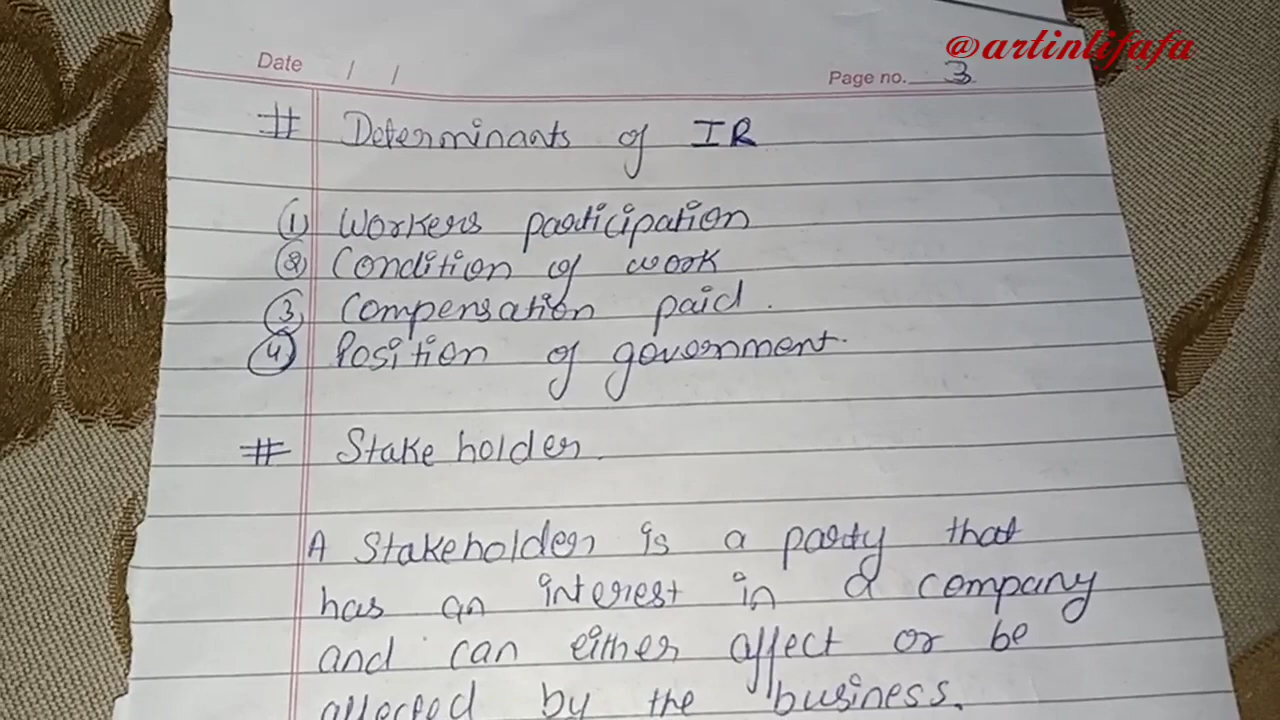 @artinlifafa
Date / /
Page no. 3
# Determinants of IR
(1) Workers participation
(2) Condition of work
(3) Compensation paid.
(4) Position of government.
# Stake holder.
A Stakeholder is a party that
has an interest in a company
and can either affect or be
affected by the business.